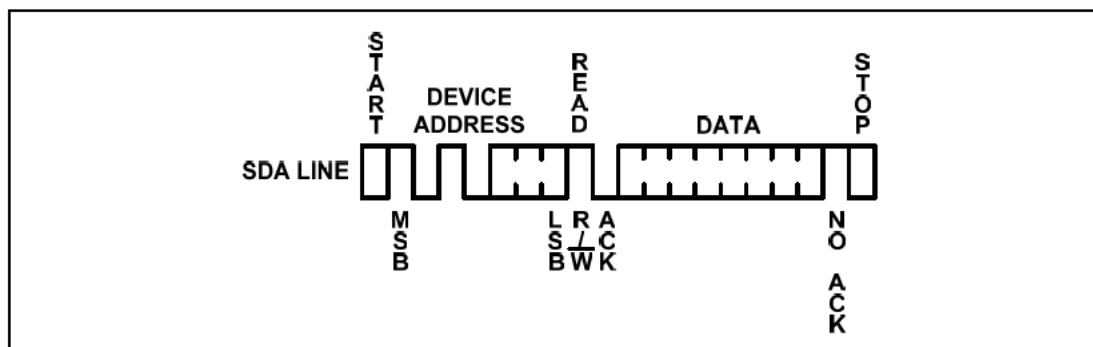 START
DEVICE
ADDRESS
READ
DATA
STOP
SDA LINE
MSB
LSB
R/W
ACK
NO ACK